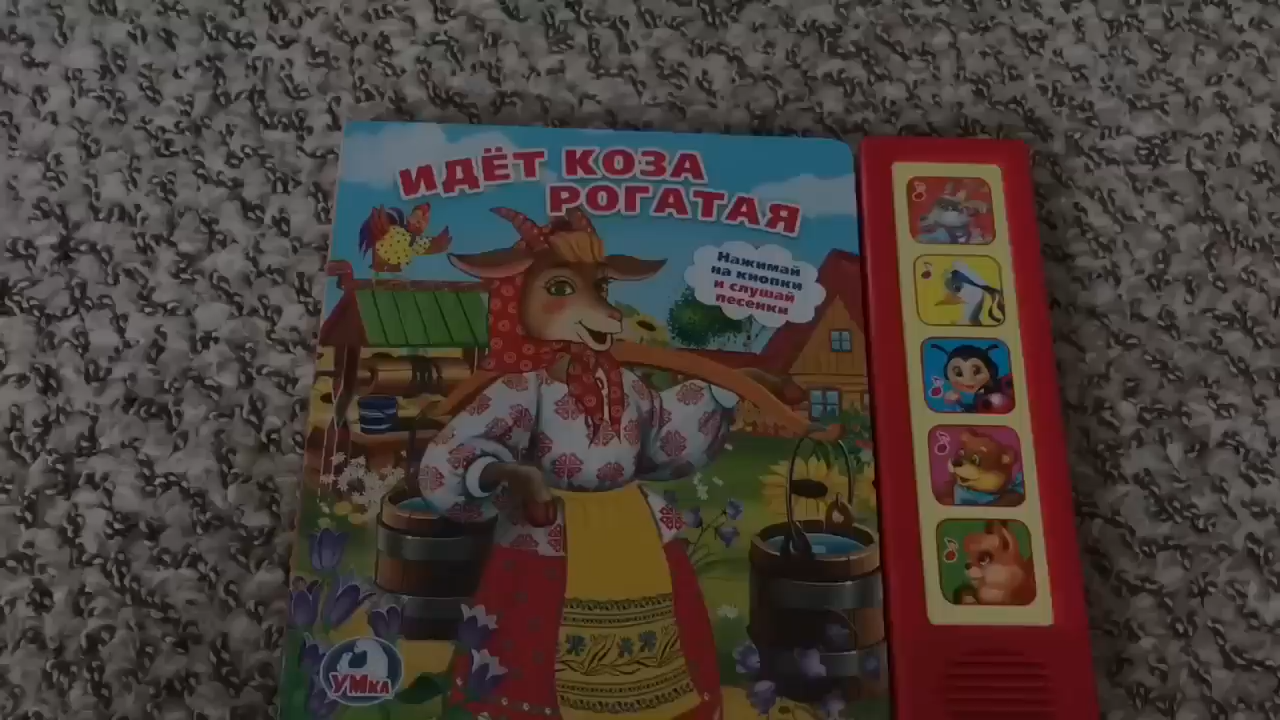 ИДЁТ КОЗА
РОГАТАЯ
Нажимай
на кнопки
и слушай
песенки
УМка